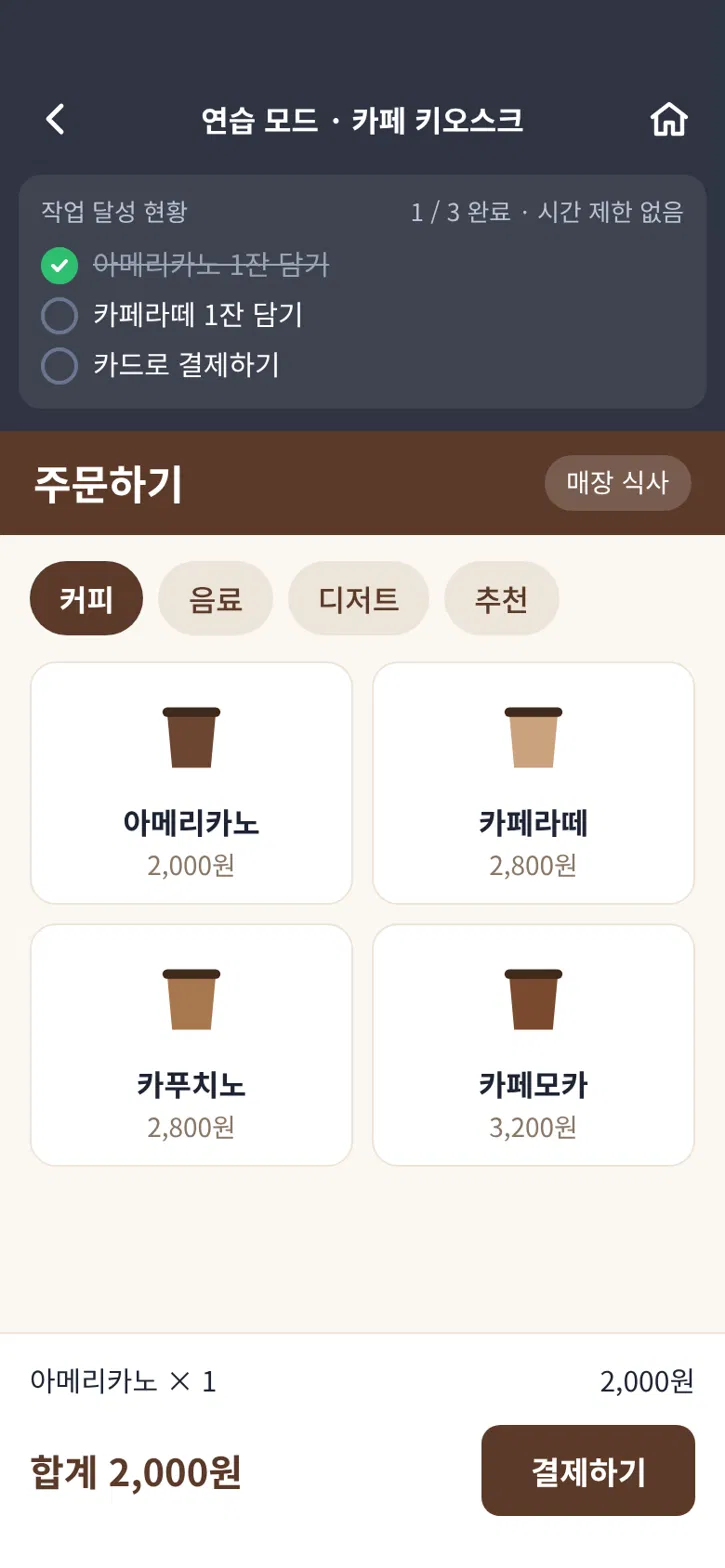 연습 모드 · 카페 키오스크
작업 달성 현황 1 / 3 완료 · 시간 제한 없음
아메리카노 1잔 담기
카페라떼 1잔 담기
카드로 결제하기
주문하기 매장 식사
커피 음료 디저트 추천
아메리카노 카페라떼
2,000원 2,800원
카푸치노 카페모카
2,800원 3,200원
아메리카노 × 1 2,000원
합계 2,000원 결제하기